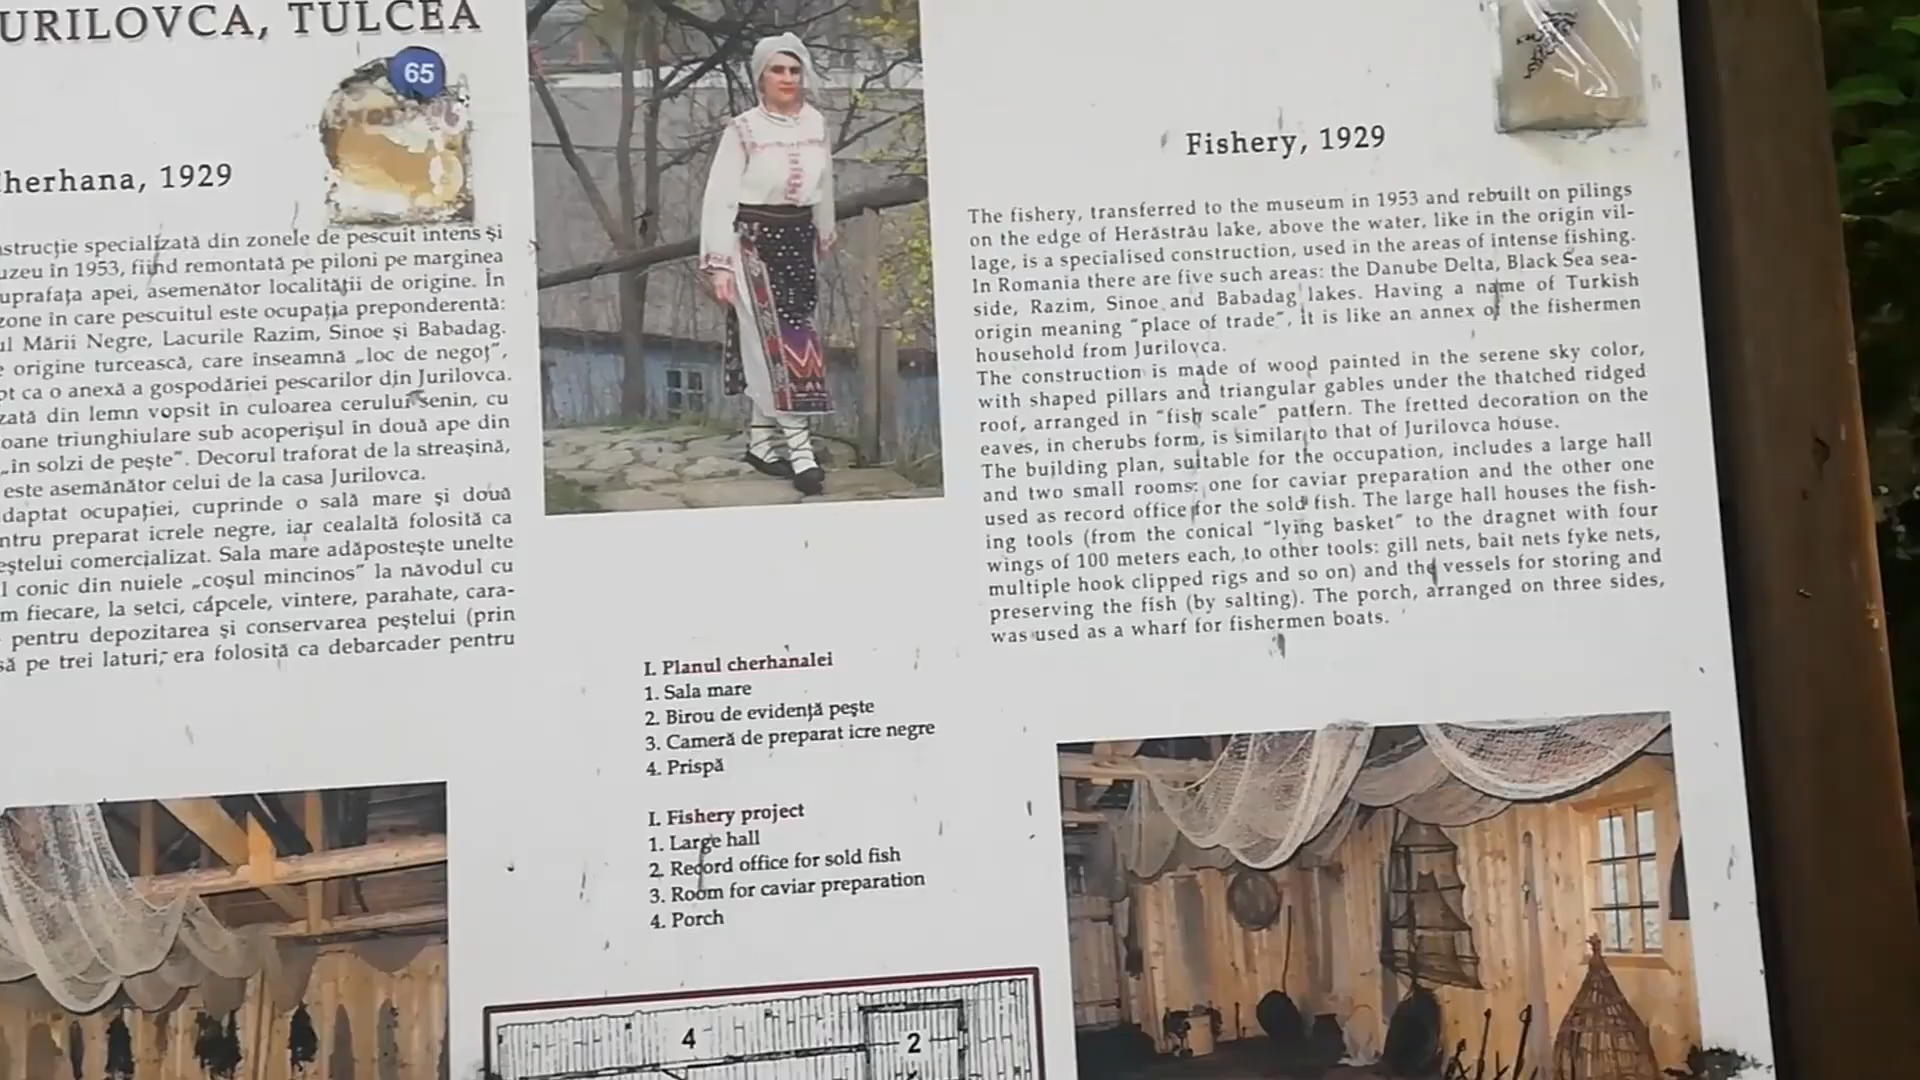 URILOVCA, TULCEA
65
herhana, 1929
strucție specializată din zonele de pescuit intens și
uzeu în 1953, fiind remontată pe piloni pe marginea
uprafața apei, asemenător localității de origine. În
zone în care pescuitul este ocupația preponderentă:
ul Mării Negre, Lacurile Razim, Sinoe și Babadag.
e origine turcească, care înseamnă „loc de negoț”,
pt ca o anexă a gospodăriei pescarilor din Jurilovca.
zată din lemn vopsit în culoarea cerului senin, cu
oane triunghiulare sub acoperișul în două ape din
„în solzi de pește”. Decorul traforat de la streașină,
este asemănător celui de la casa Jurilovca.
daptat ocupației, cuprinde o sală mare și două
ntru preparat icrele negre, iar cealaltă folosită ca
eștelui comercializat. Sala mare adăpostește unelte
l conic din nuiele „coșul mincinos” la năvodul cu
m fiecare, la setci, căpcele, vintere, parahate, cara-
pentru depozitarea și conservarea peștelui (prin
să pe trei laturi, era folosită ca debarcader pentru
Fishery, 1929
The fishery, transferred to the museum in 1953 and rebuilt on pilings
on the edge of Herăstrău lake, above the water, like in the origin vil-
lage, is a specialised construction, used in the areas of intense fishing.
In Romania there are five such areas: the Danube Delta, Black Sea sea-
side, Razim, Sinoe and Babadag lakes. Having a name of Turkish
origin meaning "place of trade", it is like an annex of the fishermen
household from Jurilovca.
The construction is made of wood painted in the serene sky color,
with shaped pillars and triangular gables under the thatched ridged
roof, arranged in "fish scale" pattern. The fretted decoration on the
eaves, in cherubs form, is similar to that of Jurilovca house.
The building plan, suitable for the occupation, includes a large hall
and two small rooms: one for caviar preparation and the other one
used as record office for the sold fish. The large hall houses the fish-
ing tools (from the conical "lying basket" to the dragnet with four
wings of 100 meters each, to other tools: gill nets, bait nets fyke nets,
multiple hook clipped rigs and so on) and the vessels for storing and
preserving the fish (by salting). The porch, arranged on three sides,
was used as a wharf for fishermen boats.
I. Planul cherhanalei
1. Sala mare
2. Birou de evidență pește
3. Cameră de preparat icre negre
4. Prispă
I. Fishery project
1. Large hall
2. Record office for sold fish
3. Room for caviar preparation
4. Porch
4
2